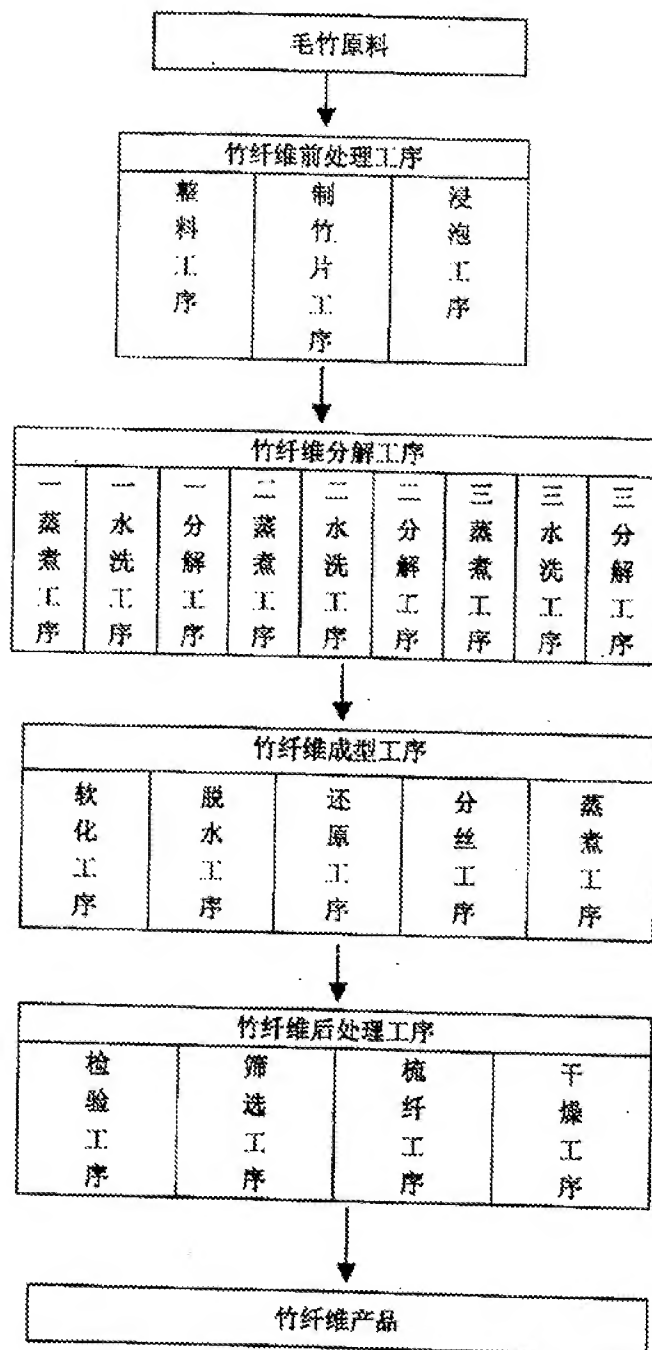 毛竹原料
竹纤维前处理工序
整料工序
制竹片工序
浸泡工序
竹纤维分解工序
一蒸煮工序
一水洗工序
一分解工序
二蒸煮工序
二水洗工序
二分解工序
三蒸煮工序
三水洗工序
三分解工序
竹纤维成型工序
软化工序
脱水工序
还原工序
分丝工序
蒸煮工序
竹纤维后处理工序
检验工序
筛选工序
梳纤工序
干燥工序
竹纤维产品